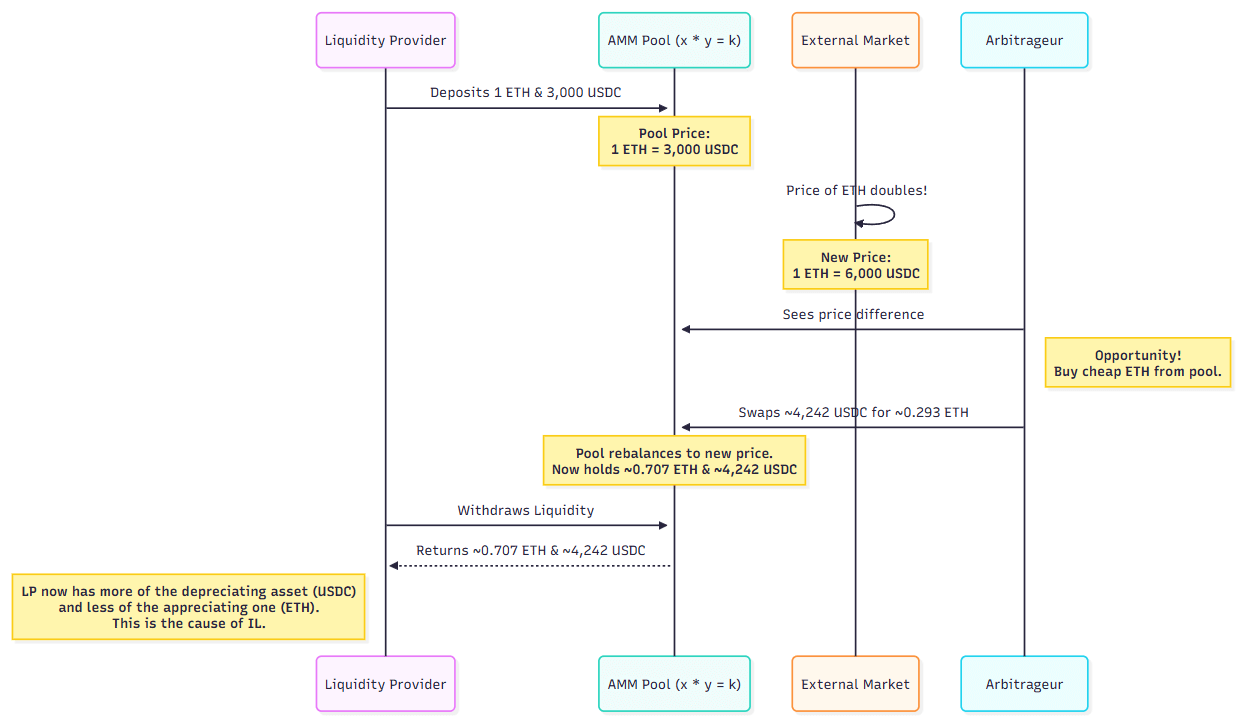 Liquidity Provider
AMM Pool (x * y = k)
External Market
Arbitrageur
Deposits 1 ETH & 3,000 USDC
Pool Price:
1 ETH = 3,000 USDC
Price of ETH doubles!
New Price:
1 ETH = 6,000 USDC
Sees price difference
Opportunity!
Buy cheap ETH from pool.
Swaps ~4,242 USDC for ~0.293 ETH
Pool rebalances to new price.
Now holds ~0.707 ETH & ~4,242 USDC
Withdraws Liquidity
Returns ~0.707 ETH & ~4,242 USDC
LP now has more of the depreciating asset (USDC)
and less of the appreciating one (ETH).
This is the cause of IL.
Liquidity Provider
AMM Pool (x * y = k)
External Market
Arbitrageur